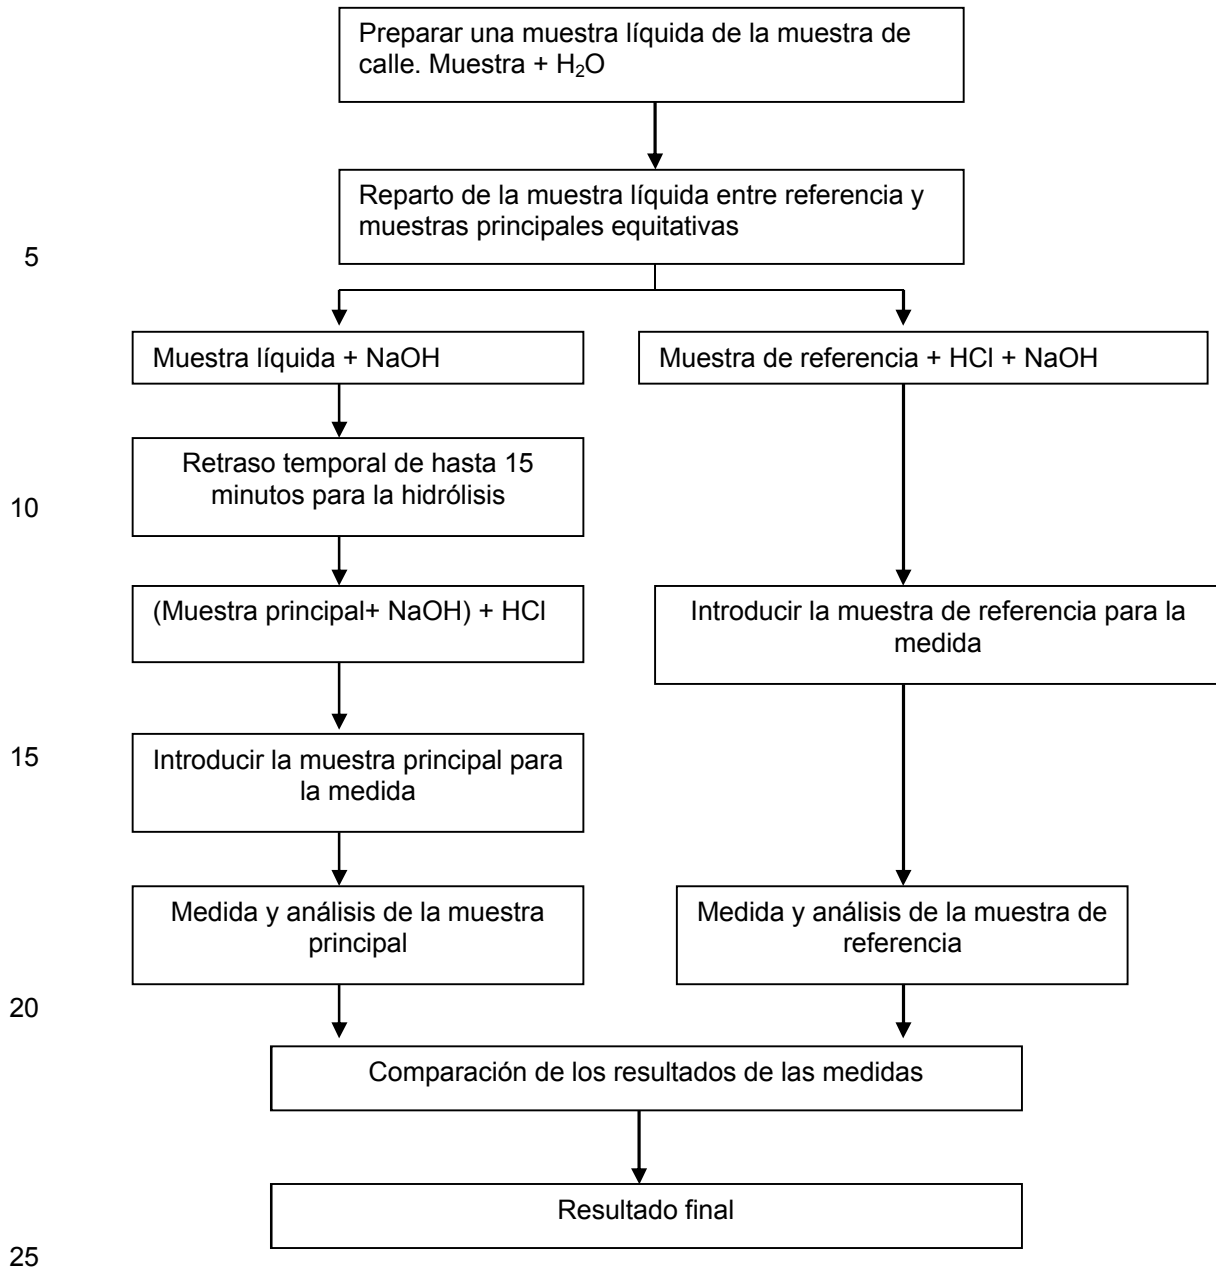 Preparar una muestra líquida de la muestra de
calle. Muestra + H₂O
Reparto de la muestra líquida entre referencia y
muestras principales equitativas
5
Muestra líquida + NaOH
Muestra de referencia + HCl + NaOH
Retraso temporal de hasta 15
minutos para la hidrólisis
10
(Muestra principal+ NaOH) + HCl
Introducir la muestra de referencia para la
medida
15
Introducir la muestra principal para
la medida
Medida y análisis de la muestra
principal
Medida y análisis de la muestra de
referencia
20
Comparación de los resultados de las medidas
Resultado final
25